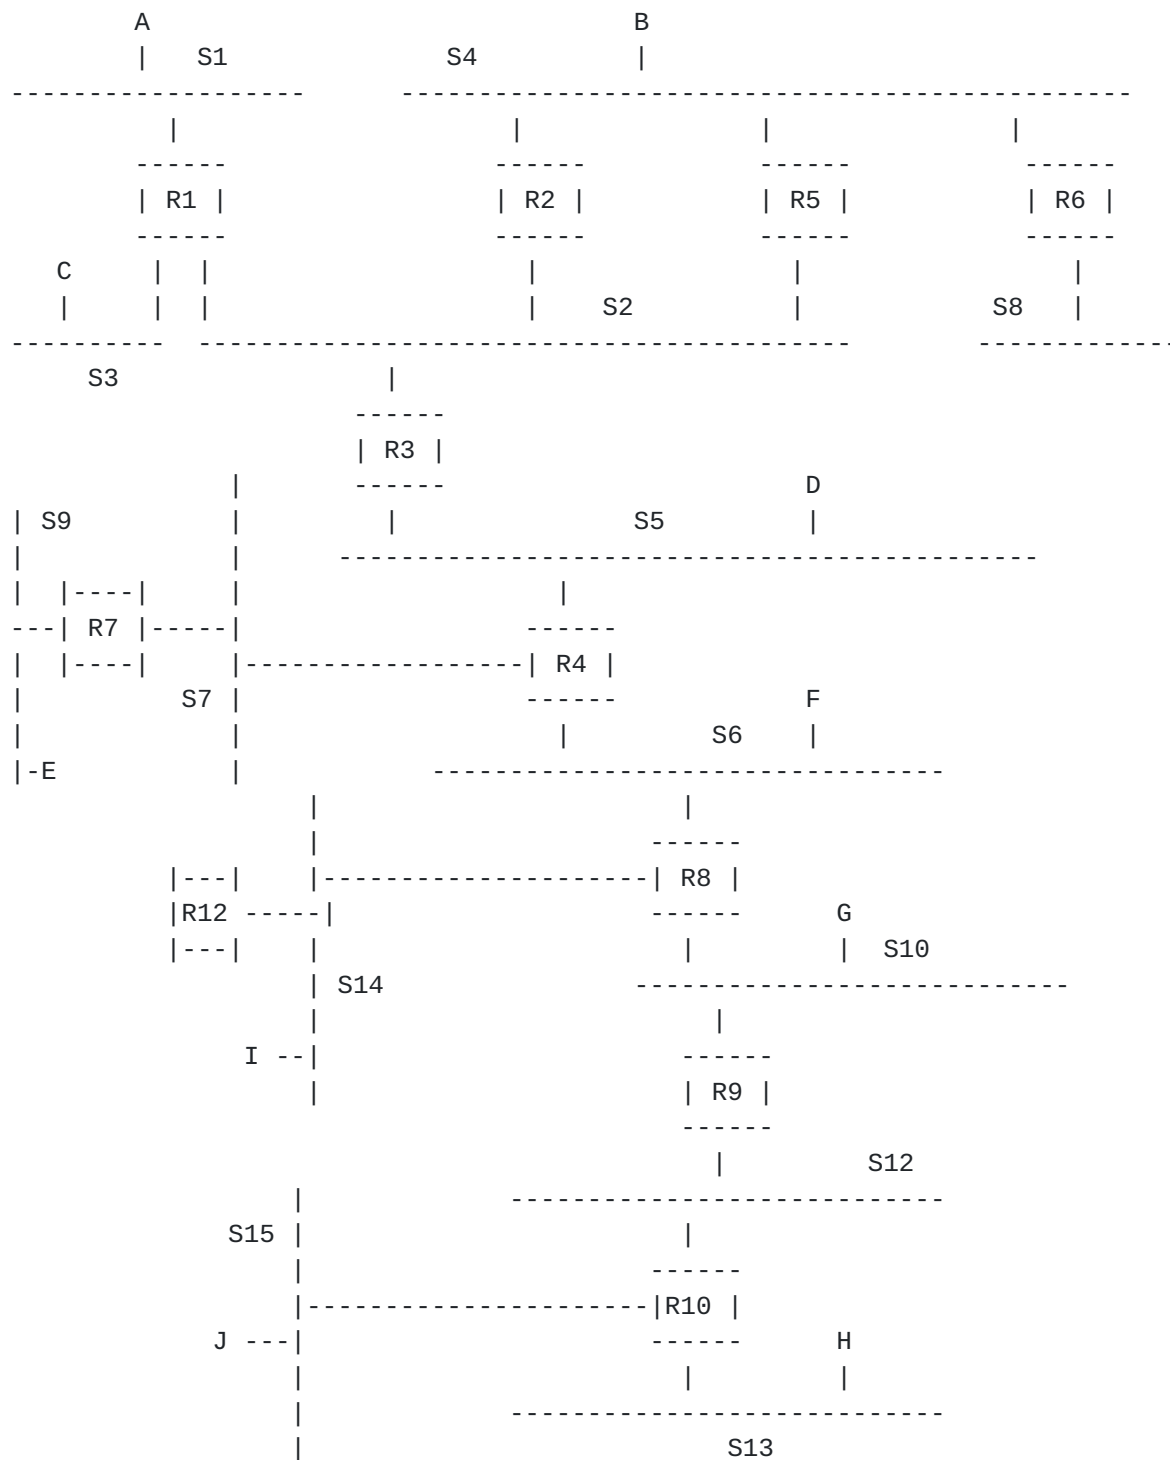 A B
| S1 S4 |
------------------- -----------------------------------------------
| | | |
------ ------ ------ ------
| R1 | | R2 | | R5 | | R6 |
------ ------ ------ ------
C | | | | |
| | | | S2 | S8 |
---------- ------------------------------------------ -------------
S3 |
------
| R3 |
| ------ D
| S9 | | S5 |
| | ---------------------------------------------
| |----| | |
---| R7 |-----| ------
| |----| |------------------| R4 |
| S7 | ------ F
| | | S6 |
|-E | ---------------------------------
| |
| ------
|---| |---------------------| R8 |
|R12 -----| ------ G
|---| | | | S10
| S14 ----------------------------
| |
I --| ------
| | R9 |
------
| S12
| ----------------------------
S15 | |
| ------
|----------------------|R10 |
J ---| ------ H
| | |
| ----------------------------
| S13